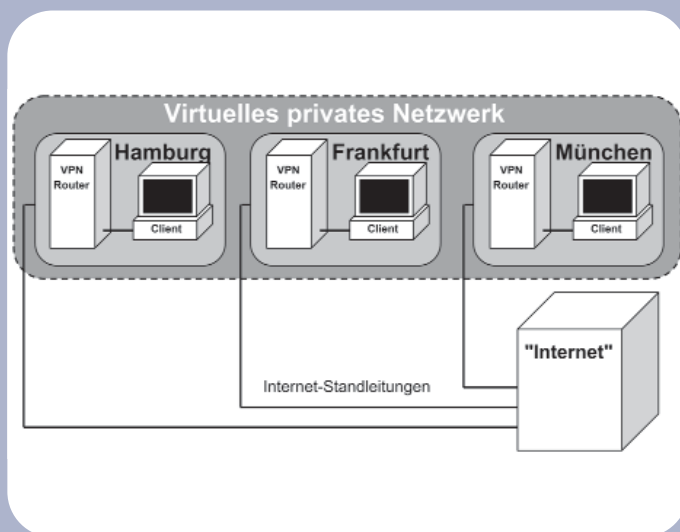 Virtuelles privates Netzwerk
Hamburg
VPN
Router
Client
Frankfurt
VPN
Router
Client
München
VPN
Router
Client
"Internet"
Internet-Standleitungen